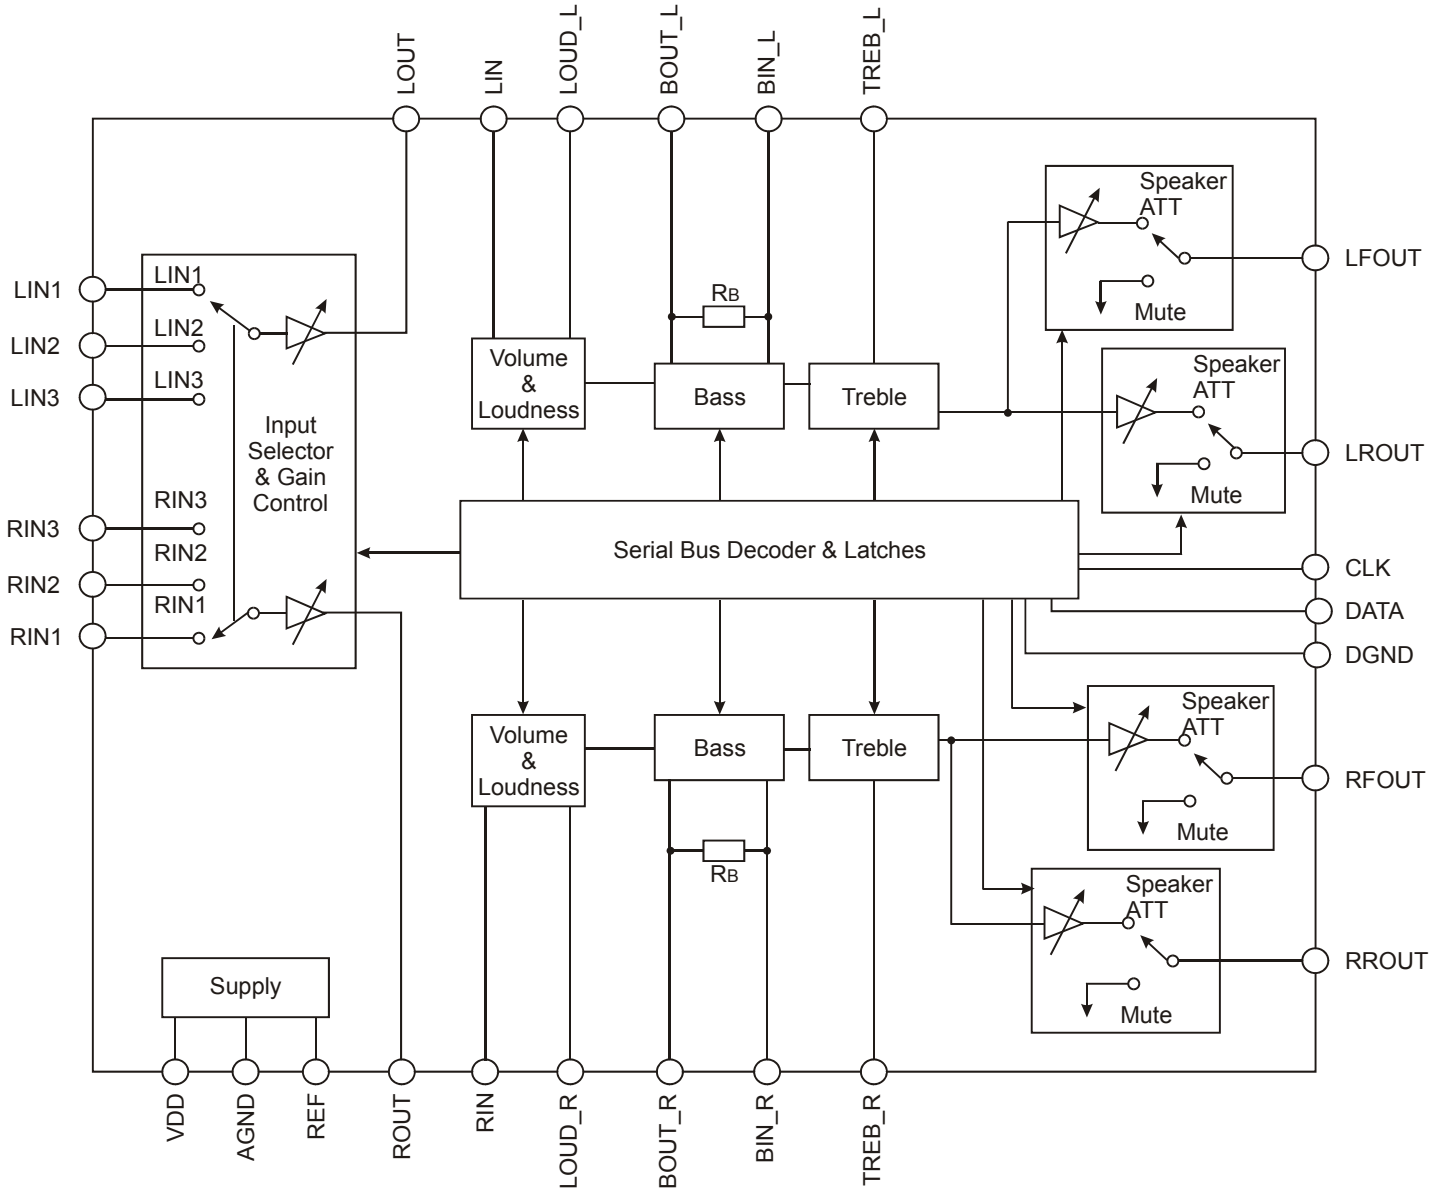 LOUT
LIN
LOUD_L
BOUT_L
BIN_L
TREB_L
LIN1
LIN2
LIN3
RIN3
RIN2
RIN1
LIN1
LIN2
LIN3
RIN3
RIN2
RIN1
Input
Selector
& Gain
Control
RB
Volume
&
Loudness
Bass
Treble
Speaker
ATT
Mute
LFOUT
Speaker
ATT
Mute
LROUT
Serial Bus Decoder & Latches
CLK
DATA
DGND
Volume
&
Loudness
Bass
Treble
RB
Speaker
ATT
Mute
RFOUT
Speaker
ATT
Mute
RROUT
Supply
VDD
AGND
REF
ROUT
RIN
LOUD_R
BOUT_R
BIN_R
TREB_R